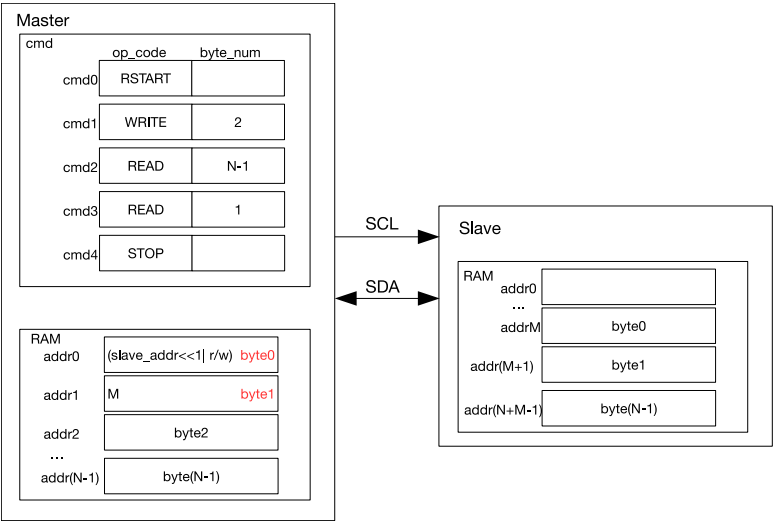 Master
cmd
op_code byte_num
cmd0 RSTART
cmd1 WRITE 2
cmd2 READ N-1
cmd3 READ 1
cmd4 STOP
RAM
addr0 (slave_addr<<1| r/w) byte0
addr1 M byte1
addr2 byte2
...
addr(N-1) byte(N-1)
SCL
SDA
Slave
RAM
addr0
...
addrM byte0
addr(M+1) byte1
addr(N+M-1) byte(N-1)